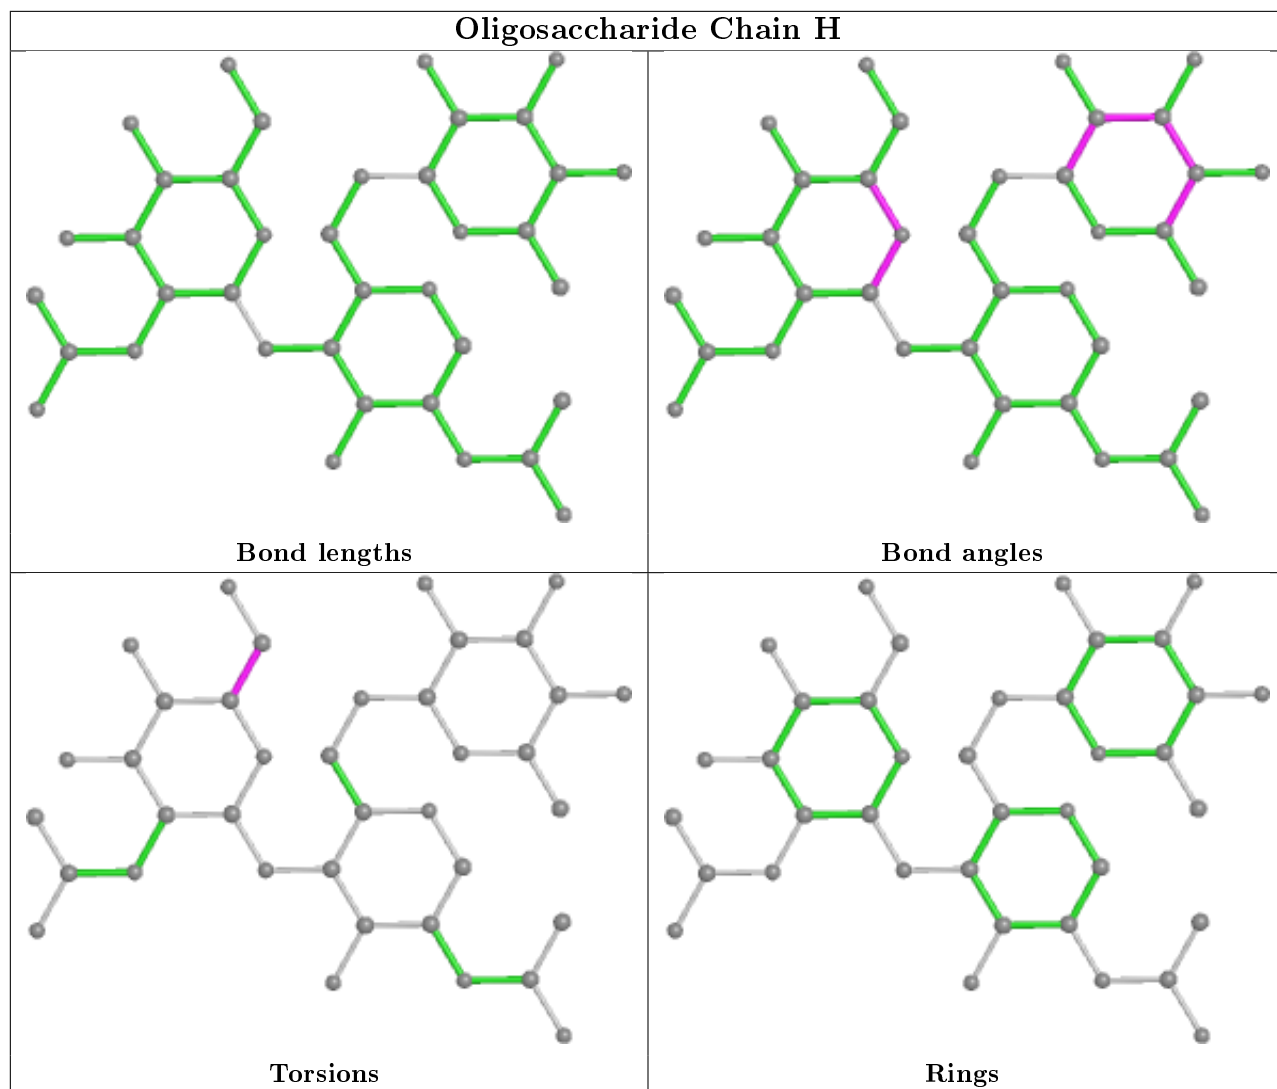 Oligosaccharide Chain H
Bond lengths
Bond angles
Torsions
Rings